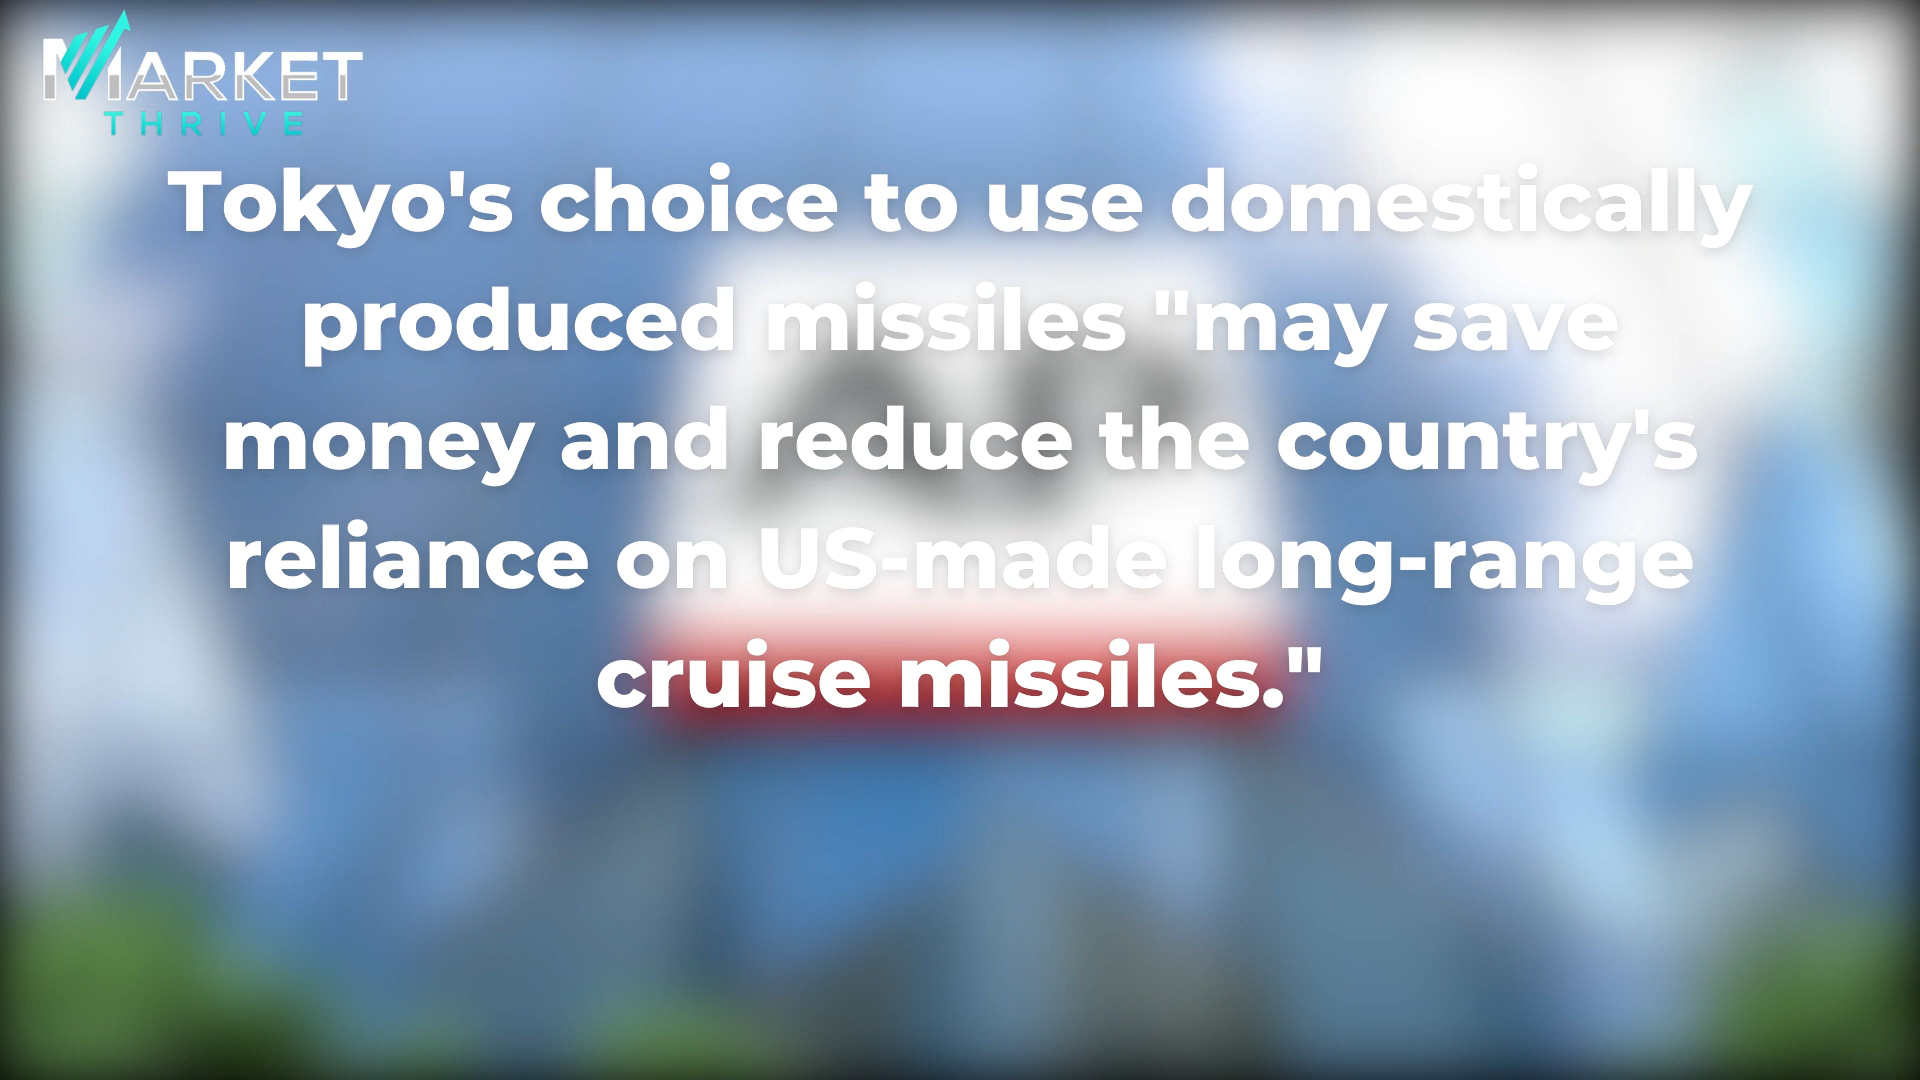 MARKET
THRIVE
Tokyo's choice to use domestically
produced missiles "may save
money and reduce the country's
reliance on US-made long-range
cruise missiles."
AP